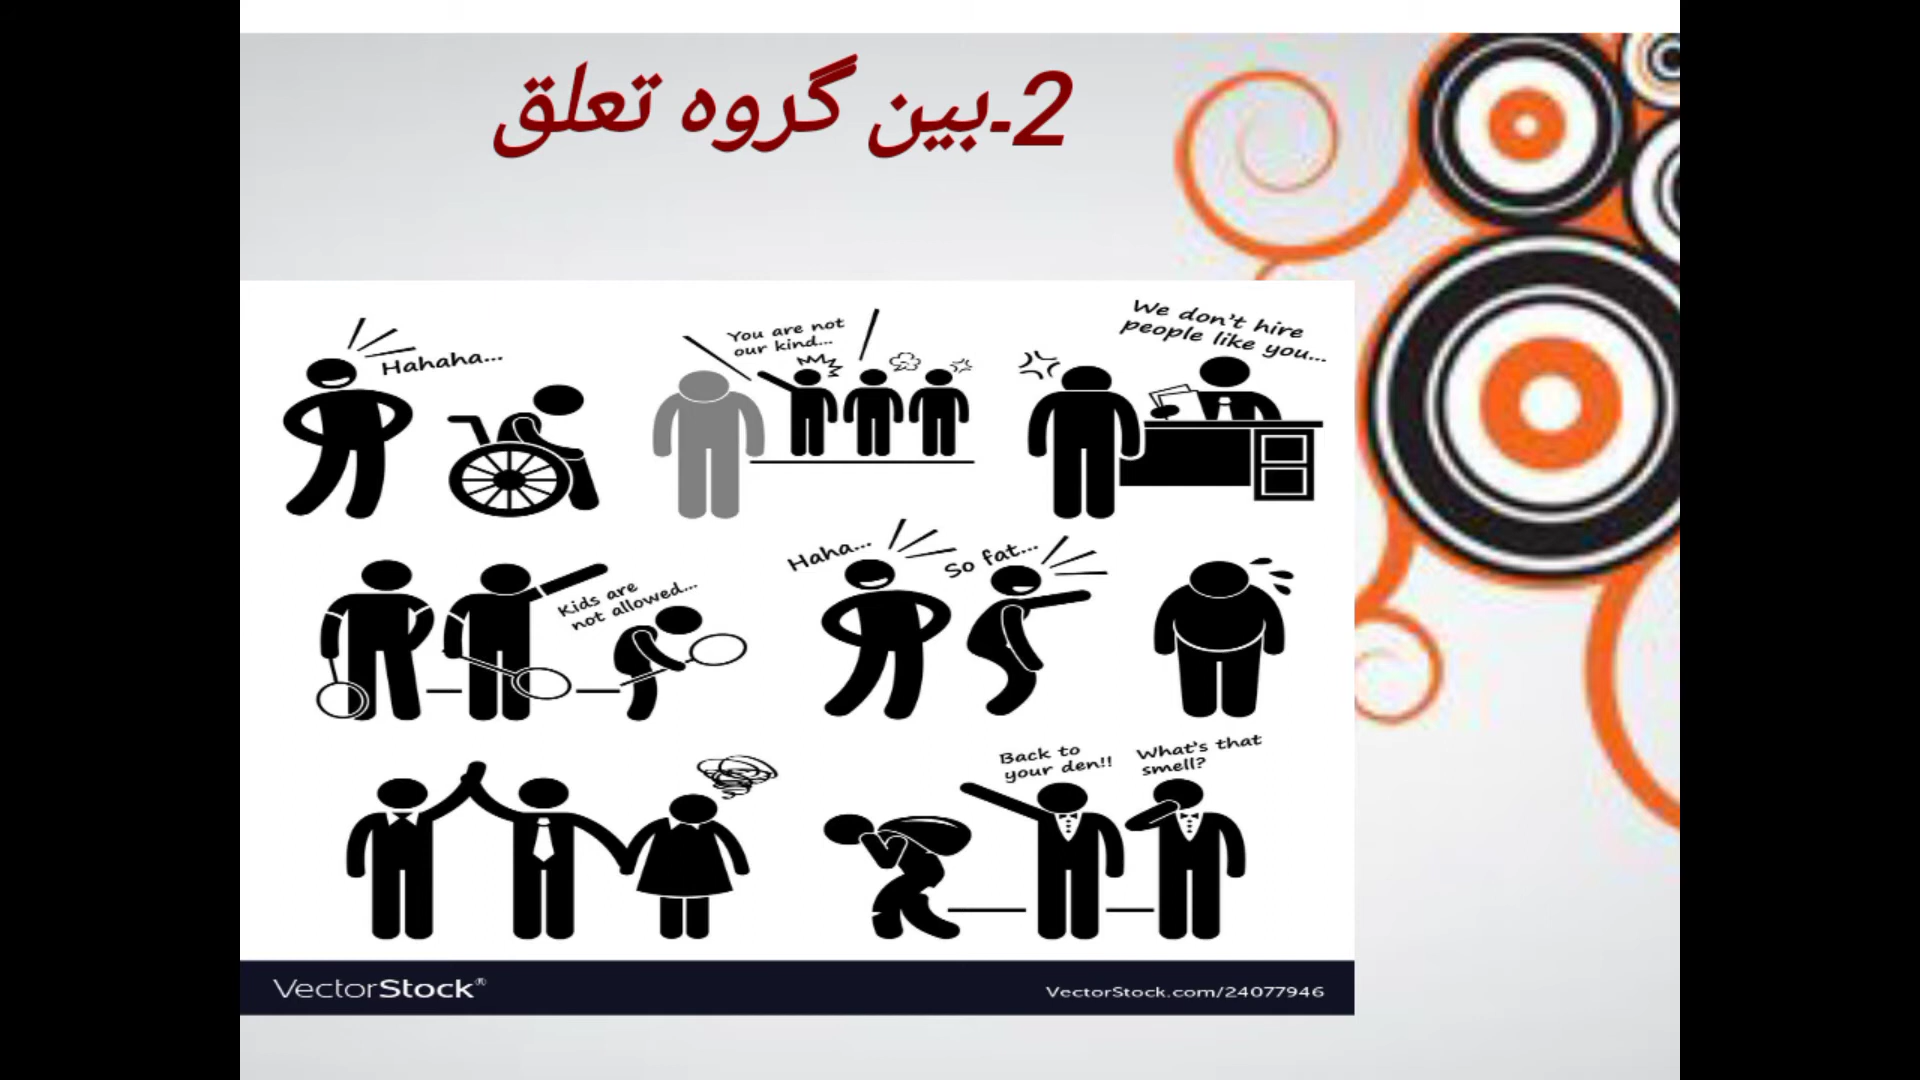 2۔بین گروہ تعلق
Hahaha...
You are not
our kind...
We don't hire
people like you...
Kids are
not allowed...
Haha...
So fat...
Back to
your den!!
What's that
smell?
VectorStock®
VectorStock.com/24077946